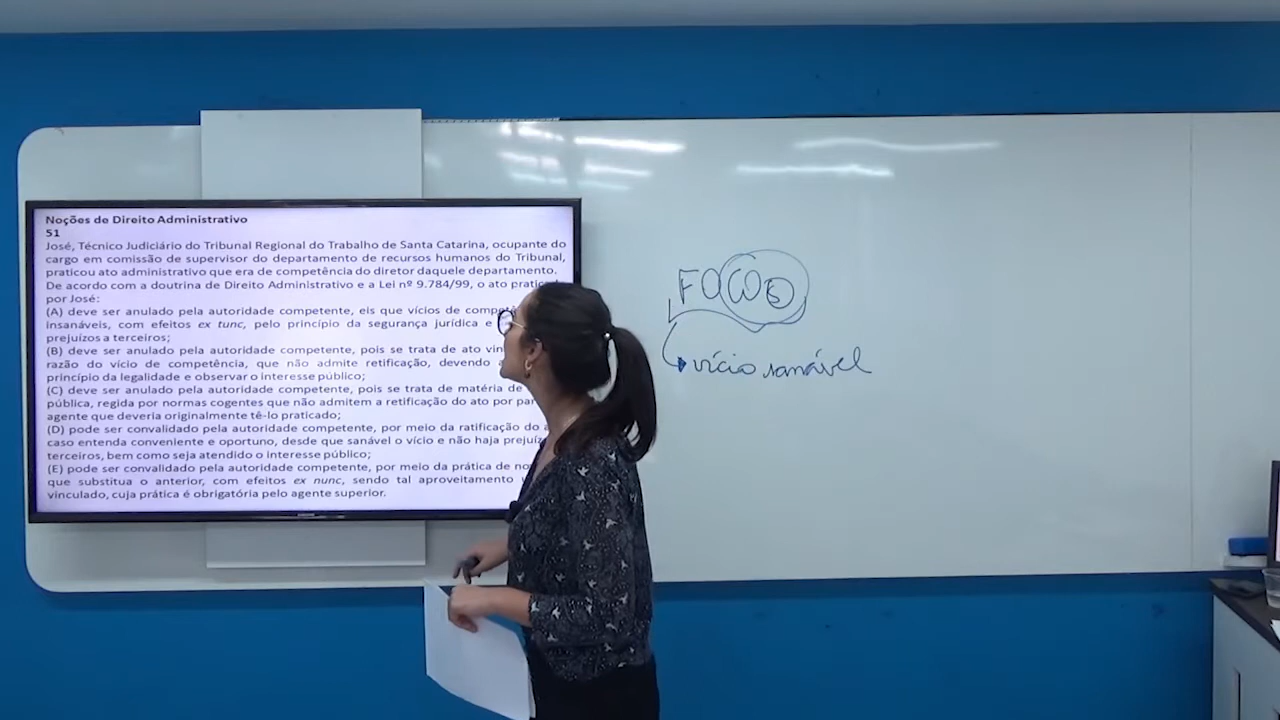 Noções de Direito Administrativo
51
José, Técnico Judiciário do Tribunal Regional do Trabalho de Santa Catarina, ocupante do
cargo em comissão de supervisor do departamento de recursos humanos do Tribunal,
praticou ato administrativo que era de competência do diretor daquele departamento.
De acordo com a doutrina de Direito Administrativo e a Lei nº 9.784/99, o ato
por José:
(A) deve ser anulado pela autoridade competente, eis que vícios de
insanáveis, com efeitos ex tunc, pelo princípio da segurança jurídica e
prejuízos a terceiros;
(B) deve ser anulado pela autoridade competente, pois se trata de ato
razão do vício de competência, que não admite retificação, devendo
princípio da legalidade e observar o interesse público;
(C) deve ser anulado pela autoridade competente, pois se trata de matéria de
pública, regida por normas cogentes que não admitem a retificação do ato por
agente que deveria originalmente tê-lo praticado;
(D) pode ser convalidado pela autoridade competente, por meio da ratificação do
caso entenda conveniente e oportuno, desde que sanável o vício e não haja
terceiros, bem como seja atendido o interesse público;
(E) pode ser convalidado pela autoridade competente, por meio da prática de
que substitua o anterior, com efeitos ex nunc, sendo tal aproveitamento
vinculado, cuja prática é obrigatória pelo agente superior.
vício sanável